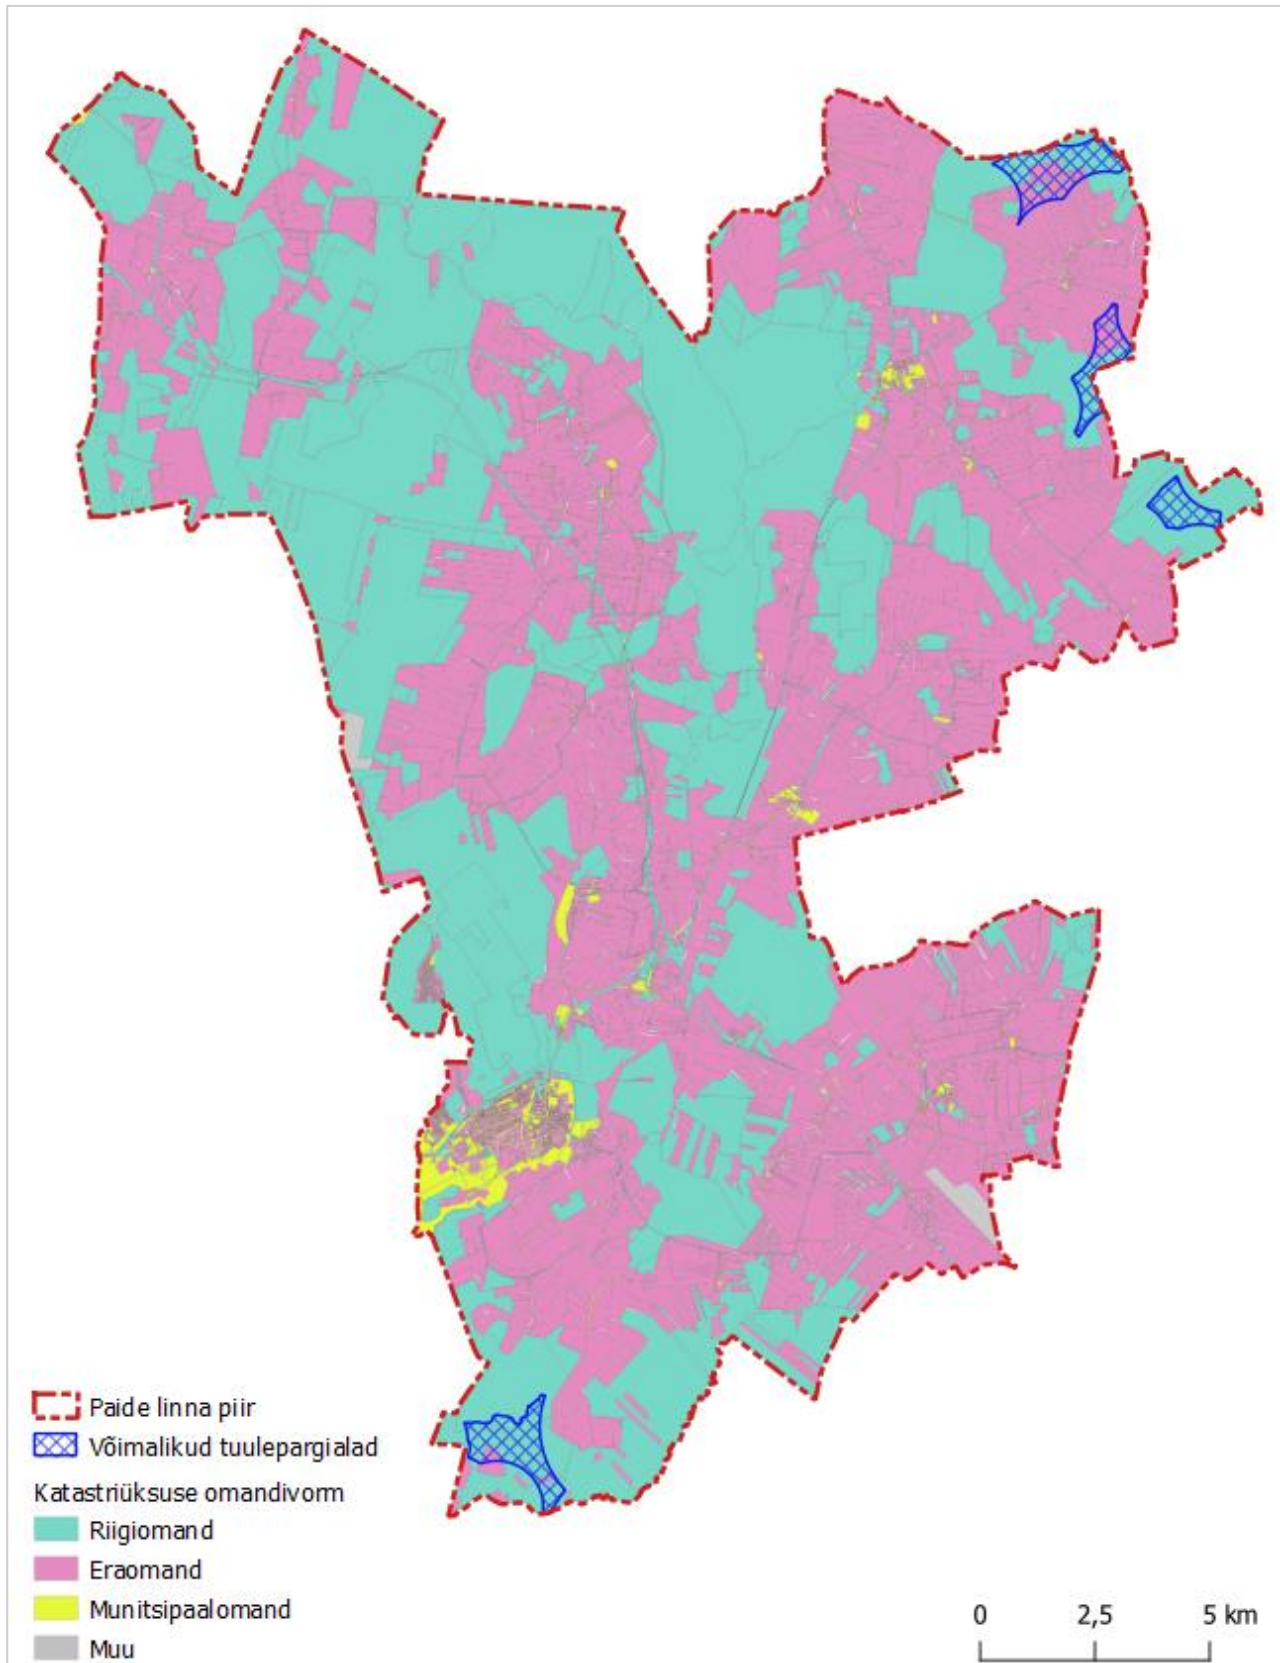 Paide linna piir
Võimalikud tuulepargialad
Katastriüksuse omandivorm
Riigiomand
Eraomand
Munitsipaalomand
Muu
0 2,5 5 km